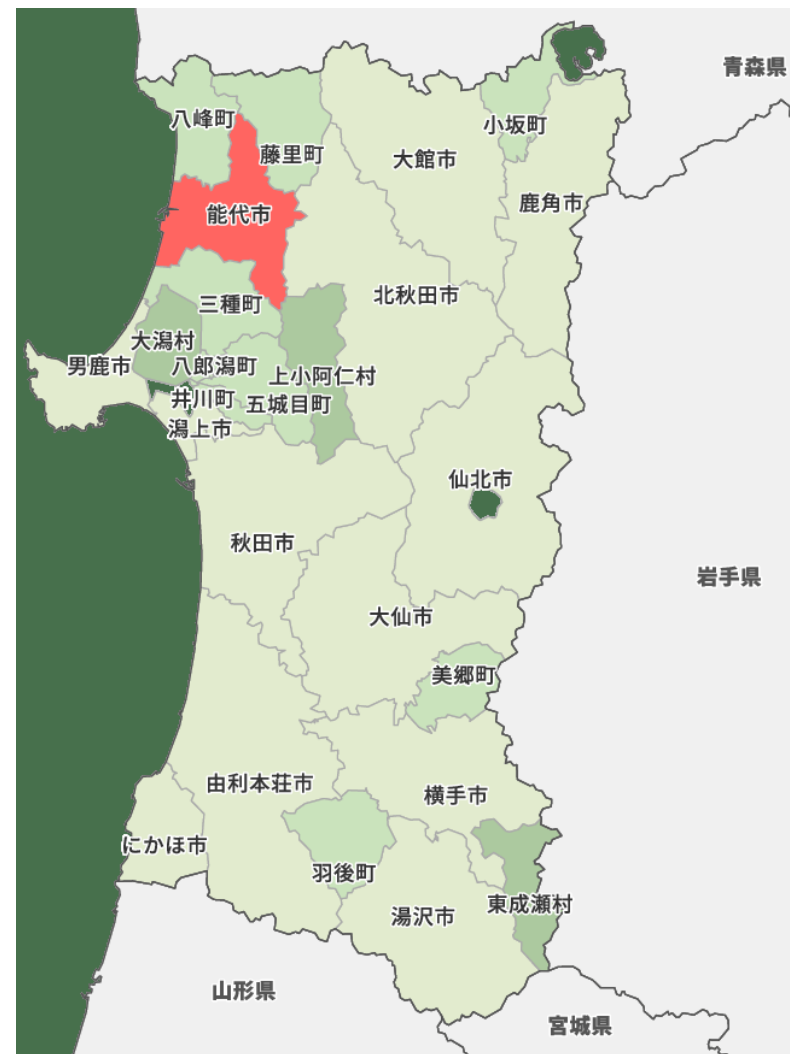 青森県
八峰町
小坂町
藤里町
大館市
鹿角市
能代市
北秋田市
三種町
大潟村
男鹿市
八郎潟町
上小阿仁村
井川町
五城目町
潟上市
仙北市
秋田市
岩手県
大仙市
美郷町
由利本荘市
横手市
にかほ市
羽後町
東成瀬村
湯沢市
山形県
宮城県